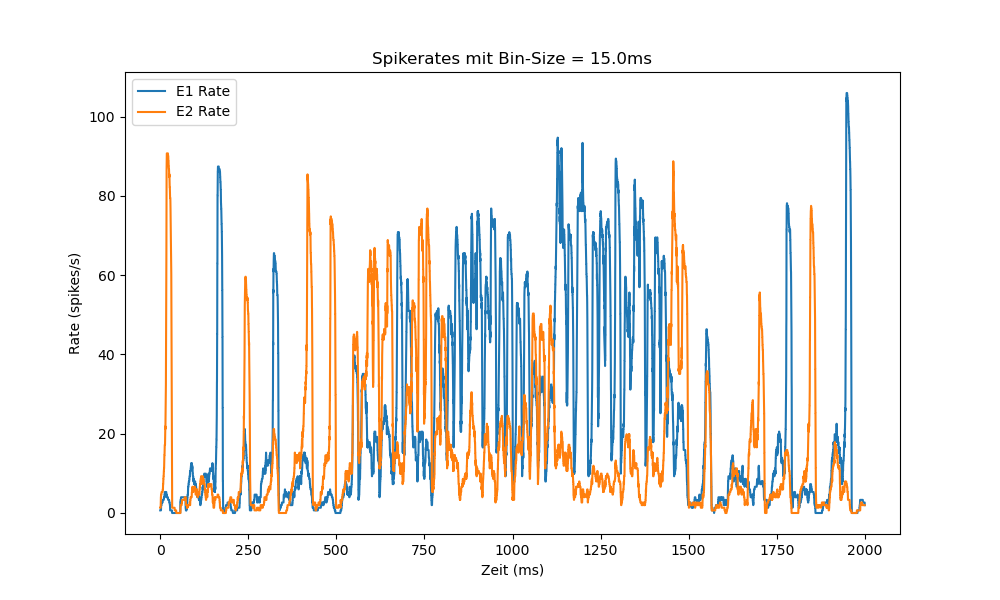 Spikerates mit Bin-Size = 15.0ms
E1 Rate
E2 Rate
100
80
60
40
20
0
Rate (spikes/s)
0 250 500 750 1000 1250 1500 1750 2000
Zeit (ms)